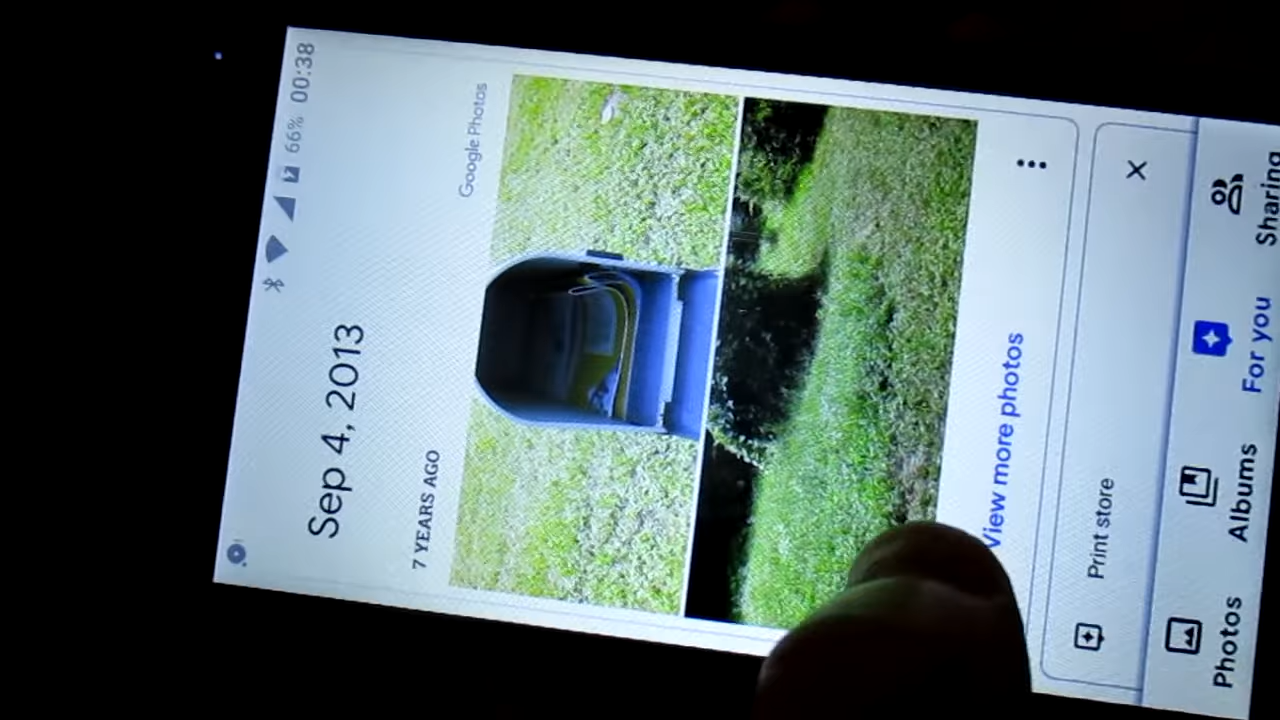 66% 00:38
Sep 4, 2013
7 YEARS AGO
Google Photos
View more photos
Print store
Photos
Albums
For you
Sharing